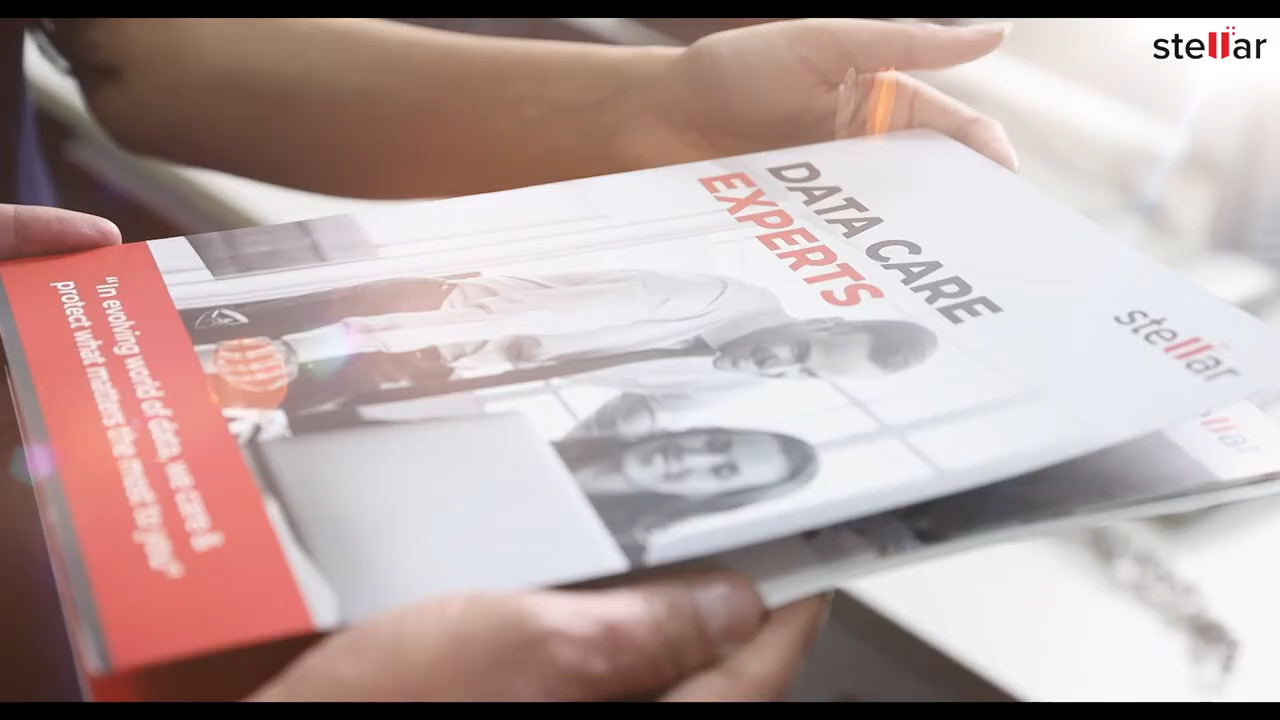 stellar
DATA CARE
EXPERTS
stellar
stellar
“In evolving world of data, we care &
protect what matters the most to you”